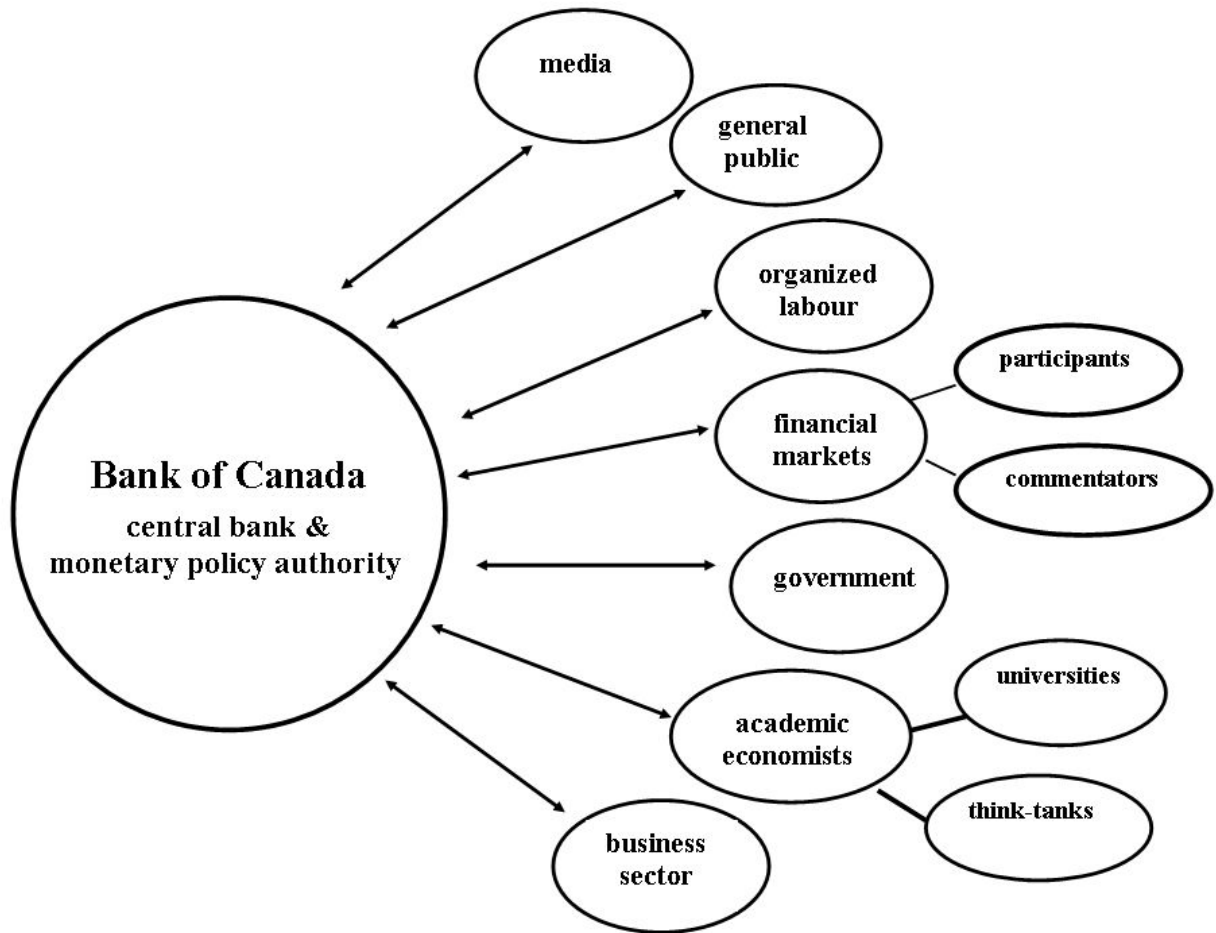 media
general
public
organized
labour
participants
financial
markets
commentators
Bank of Canada
central bank &
monetary policy authority
government
universities
academic
economists
think-tanks
business
sector